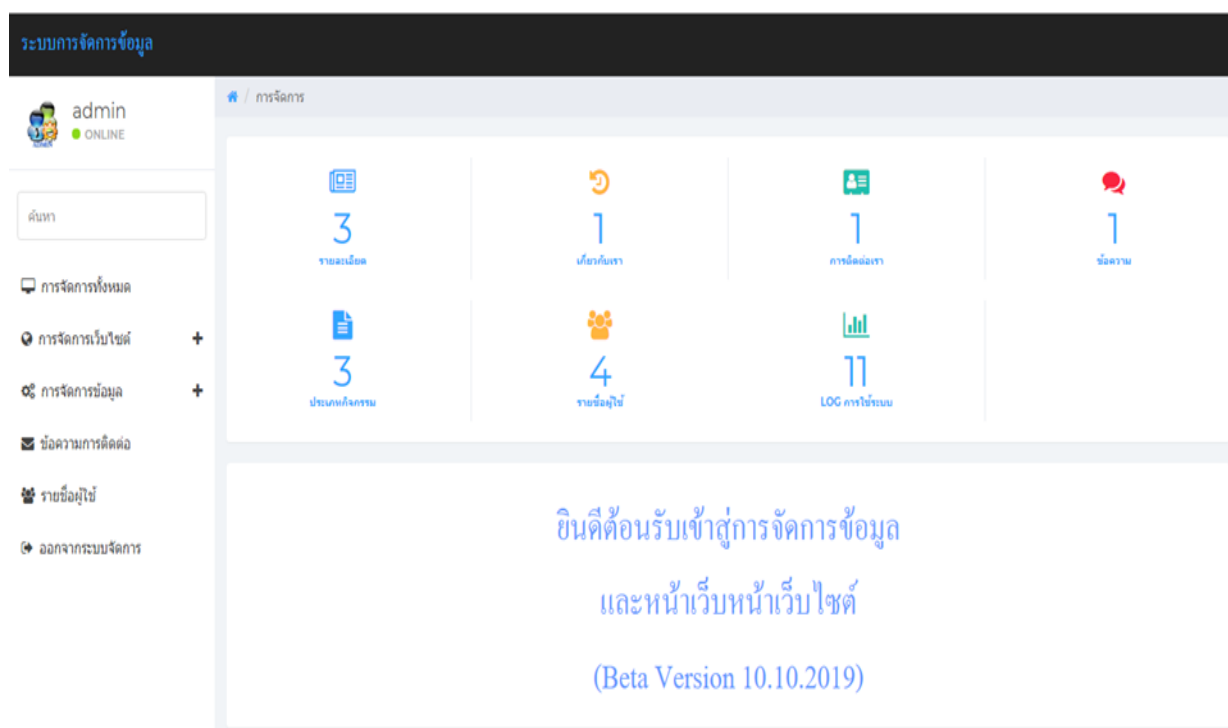 ระบบการจัดการข้อมูล
admin
ONLINE
ค้นหา
การจัดการทั้งหมด
การจัดการเว็บไซต์
การจัดการข้อมูล
ข้อความการติดต่อ
รายชื่อผู้ใช้
ออกจากระบบจัดการ
/ การจัดการ
3
รายละเอียด
1
เกี่ยวกับเรา
1
การติดต่อเรา
1
ข้อความ
3
ประเภทกิจกรรม
4
รายชื่อผู้ใช้
11
LOG การใช้ระบบ
ยินดีต้อนรับเข้าสู่การจัดการข้อมูล
และหน้าเว็บหน้าเว็บไซต์
(Beta Version 10.10.2019)